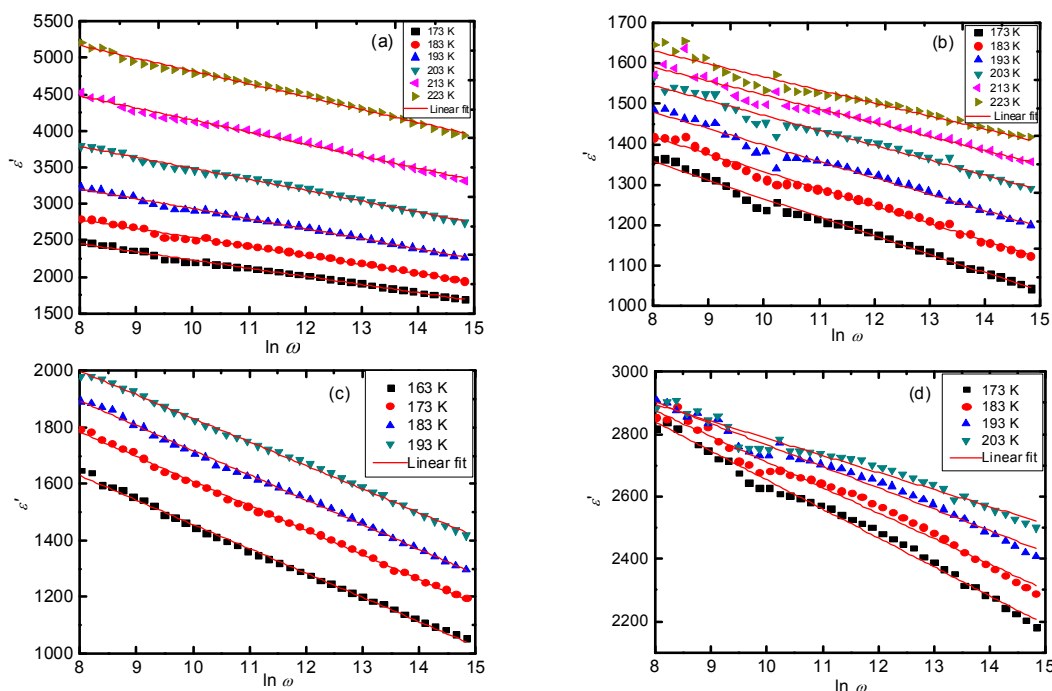 (a)
173 K
183 K
193 K
203 K
213 K
223 K
Linear fit
5500
5000
4500
4000
3500
3000
2500
2000
1500
ε'
8 9 10 11 12 13 14 15
ln ω
(b)
173 K
183 K
193 K
203 K
213 K
223 K
Linear fit
1700
1600
1500
1400
1300
1200
1100
1000
ε'
8 9 10 11 12 13 14 15
ln ω
(c)
163 K
173 K
183 K
193 K
Linear fit
2000
1800
1600
1400
1200
1000
ε'
8 9 10 11 12 13 14 15
ln ω
(d)
173 K
183 K
193 K
203 K
Linear fit
3000
2800
2600
2400
2200
ε'
8 9 10 11 12 13 14 15
ln ω